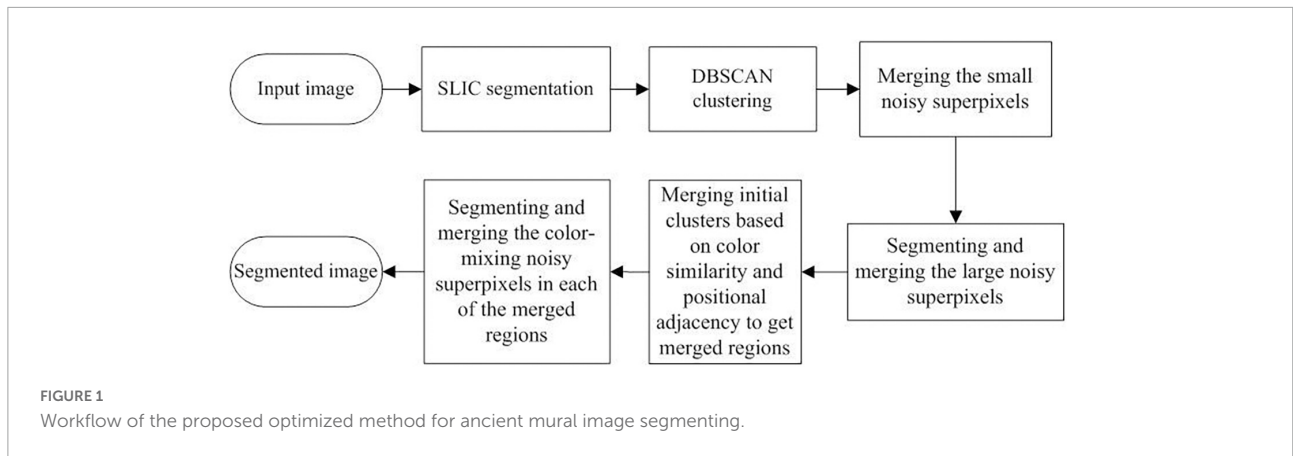 Input image
SLIC segmentation
DBSCAN
clustering
Merging the small
noisy superpixels
Segmenting and
merging the large noisy
superpixels
Merging initial
clusters based
on color
similarity and
positional
adjacency to get
merged regions
Segmenting and
merging the color-
mixing noisy
superpixels in each
of the merged
regions
Segmented image
FIGURE 1
Workflow of the proposed optimized method for ancient mural image segmenting.